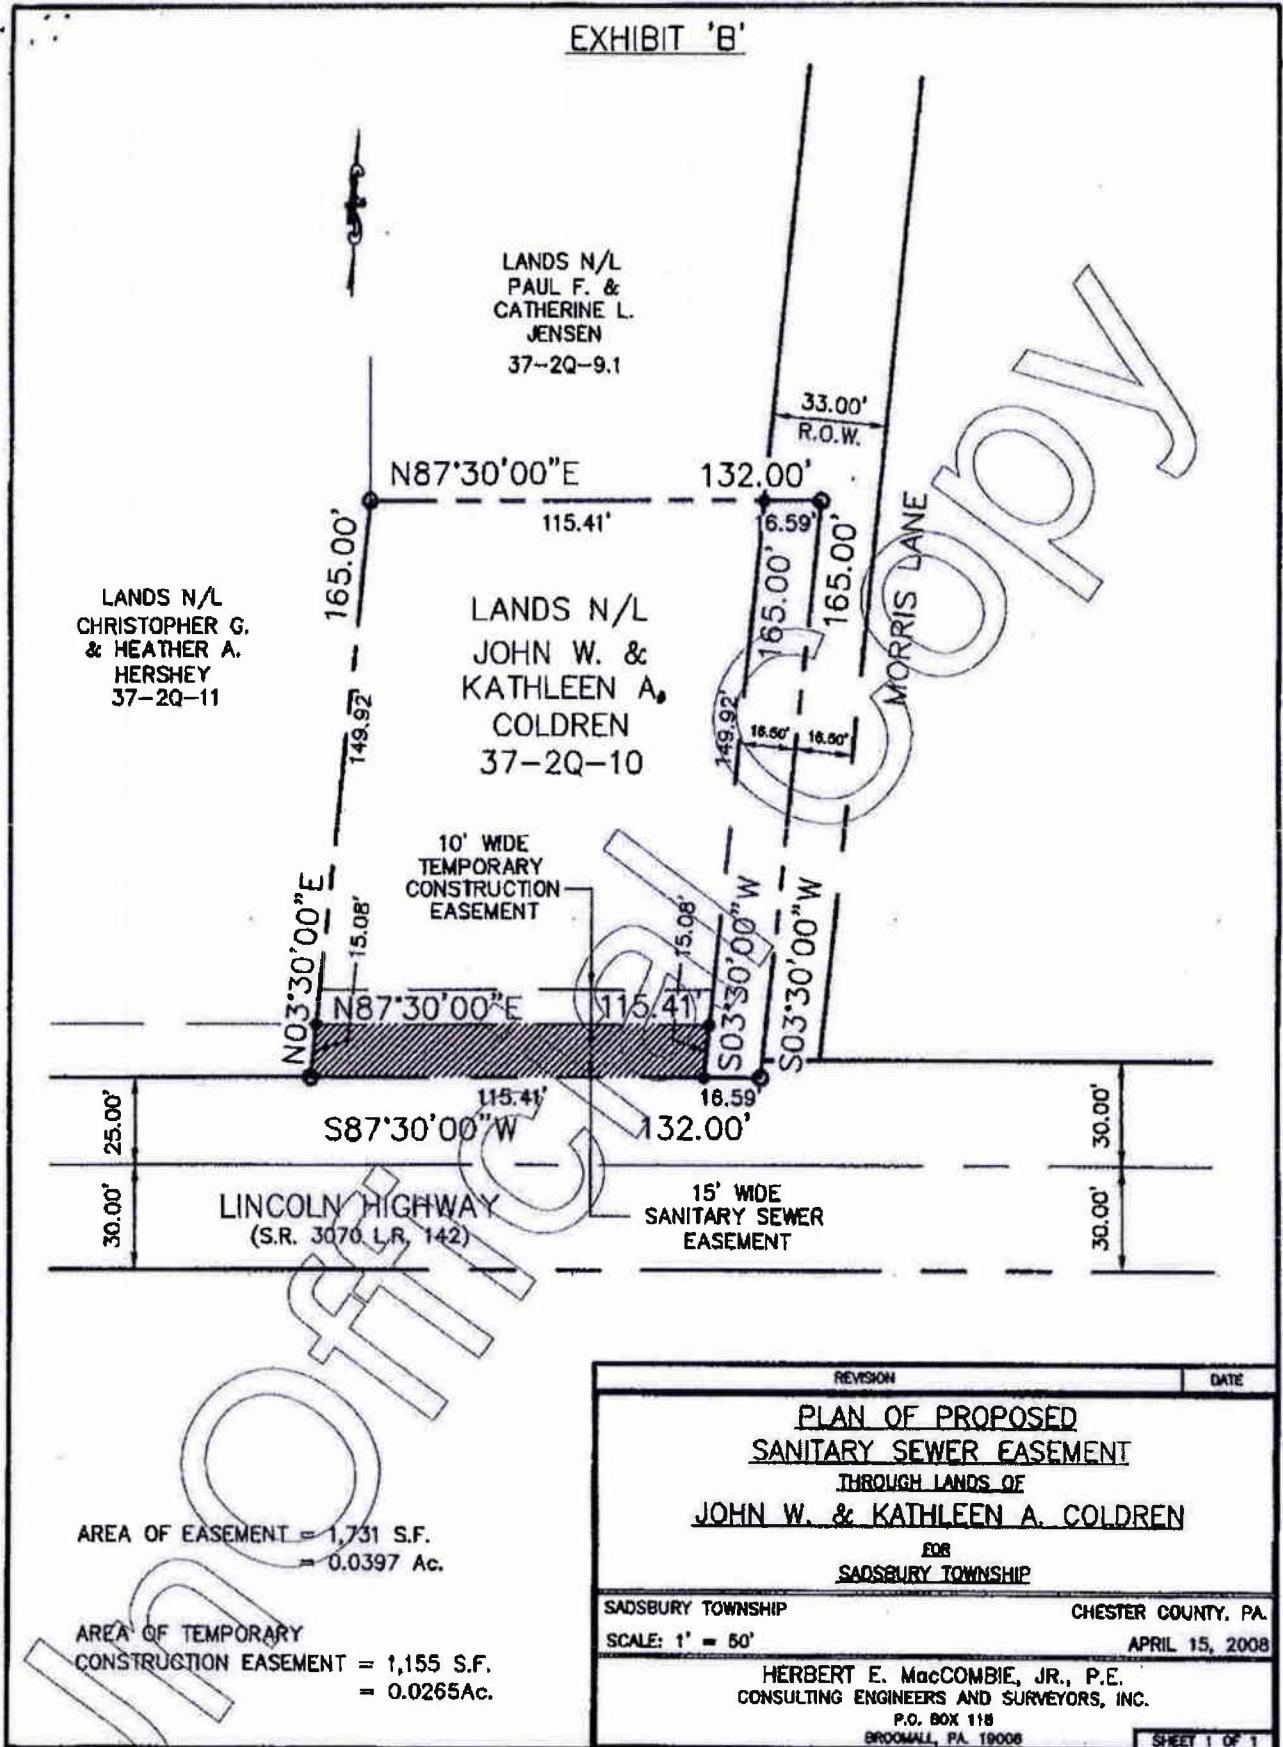 EXHIBIT 'B'
LANDS N/L
PAUL F. &
CATHERINE L.
JENSEN
37-2Q-9.1
33.00'
R.O.W.
N87°30'00"E 132.00'
115.41' 16.59'
165.00'
165.00'
165.00'
MORRIS LANE
LANDS N/L
CHRISTOPHER G.
& HEATHER A.
HERSHEY
37-2Q-11
LANDS N/L
JOHN W. &
KATHLEEN A.
COLDREN
37-2Q-10
149.92'
149.92'
16.50' 16.50'
10' WIDE
TEMPORARY
CONSTRUCTION
EASEMENT
15.08'
15.08'
N03°30'00"E
S03°30'00"W
S03°30'00"W
N87°30'00"E 115.41'
115.41' 16.59'
S87°30'00"W 132.00'
25.00'
30.00'
30.00'
30.00'
LINCOLN HIGHWAY
(S.R. 3070 L.R. 142)
15' WIDE
SANITARY SEWER
EASEMENT
AREA OF EASEMENT = 1,731 S.F.
= 0.0397 Ac.
AREA OF TEMPORARY
CONSTRUCTION EASEMENT = 1,155 S.F.
= 0.0265Ac.
REVISION DATE
PLAN OF PROPOSED
SANITARY SEWER EASEMENT
THROUGH LANDS OF
JOHN W. & KATHLEEN A. COLDREN
FOR
SADSBURY TOWNSHIP
SADSBURY TOWNSHIP CHESTER COUNTY, PA.
SCALE: 1' = 50' APRIL 15, 2008
HERBERT E. MacCOMBIE, JR., P.E.
CONSULTING ENGINEERS AND SURVEYORS, INC.
P.O. BOX 118
BROOMALL, PA. 19008
SHEET 1 OF 1
Unofficial Copy